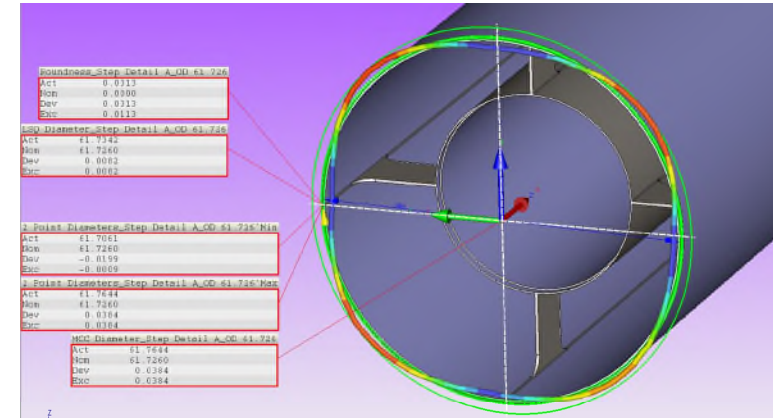 Roundness_Step Detail A_OD 61.726
Act 0.0313
Nom 0.0000
Dev 0.0313
Exc 0.0113
LSQ Diameter_Step Detail A_OD 61.726
Act 61.7342
Nom 61.7260
Dev 0.0082
Exc 0.0082
2 Point Diameters_Step Detail A_OD 61.726'Min
Act 61.7061
Nom 61.7260
Dev -0.0199
Exc -0.0009
2 Point Diameters_Step Detail A_OD 61.726'Max
Act 61.7644
Nom 61.7260
Dev 0.0384
Exc 0.0384
MCC Diameter_Step Detail A_OD 61.726
Act 61.7644
Nom 61.7260
Dev 0.0384
Exc 0.0384
Z